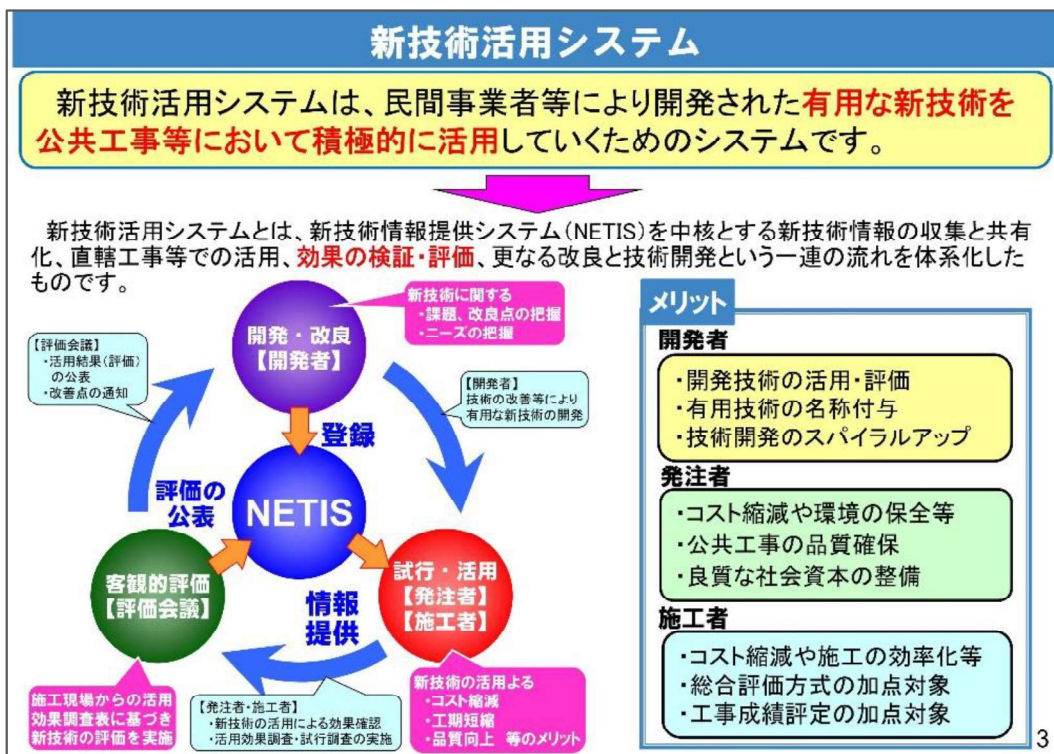 新技術活用システム
新技術活用システムは、民間事業者等により開発された有用な新技術を
公共工事等において積極的に活用していくためのシステムです。
新技術活用システムとは、新技術情報提供システム(NETIS)を中核とする新技術情報の収集と共有
化、直轄工事等での活用、効果の検証・評価、更なる改良と技術開発という一連の流れを体系化した
ものです。
開発・改良
【開発者】
新技術に関する
・課題、改良点の把握
・ニーズの把握
【評価会議】
・活用結果(評価)
の公表
・改善点の通知
【開発者】
技術の改善等により
有用な新技術の開発
登録
評価の
公表
NETIS
客観的評価
【評価会議】
試行・活用
【発注者】
【施工者】
情報
提供
施工現場からの活用
効果調査表に基づき
新技術の評価を実施
【発注者・施工者】
・新技術の活用による効果確認
・活用効果調査・試行調査の実施
新技術の活用よる
・コスト縮減
・工期短縮
・品質向上 等のメリット
メリット
開発者
・開発技術の活用・評価
・有用技術の名称付与
・技術開発のスパイラルアップ
発注者
・コスト縮減や環境の保全等
・公共工事の品質確保
・良質な社会資本の整備
施工者
・コスト縮減や施工の効率化等
・総合評価方式の加点対象
・工事成績評定の加点対象
3